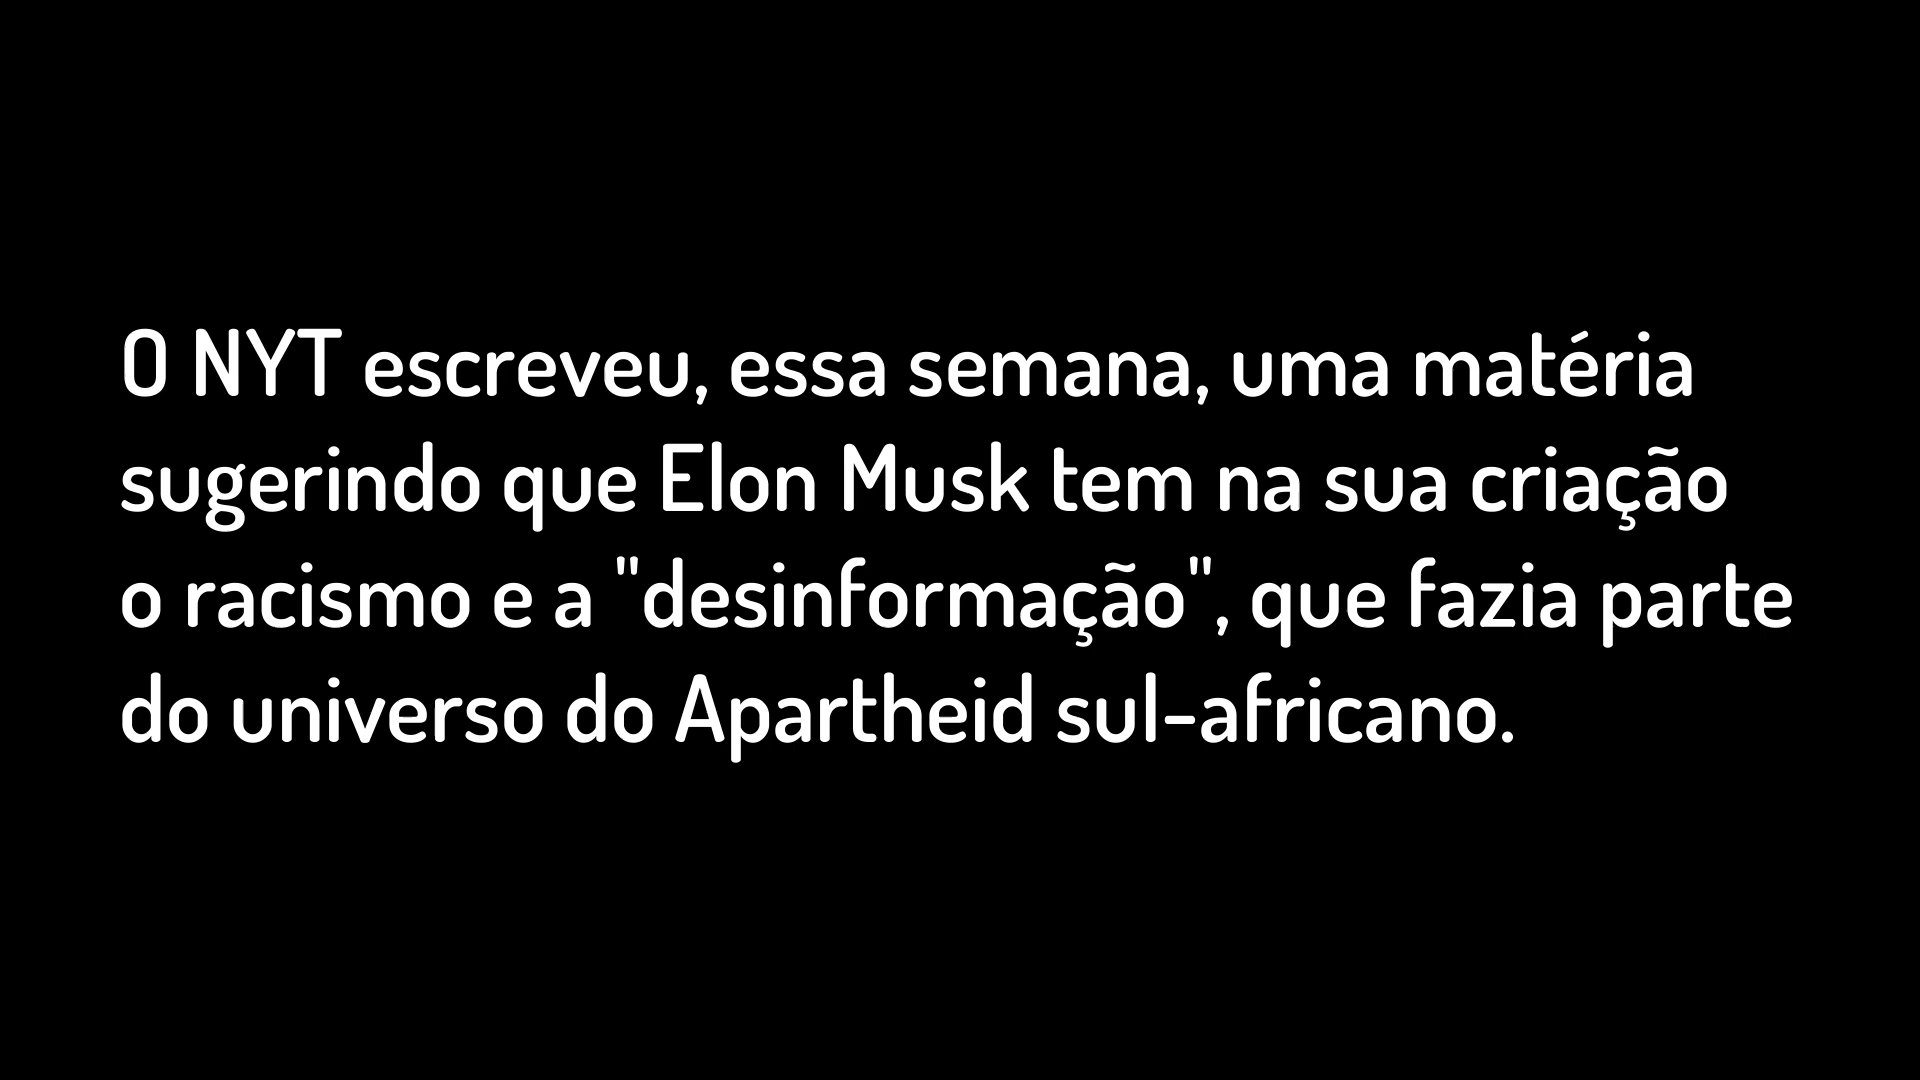 O NYT escreveu, essa semana, uma matéria
sugerindo que Elon Musk tem na sua criação
o racismo e a "desinformação", que fazia parte
do universo do Apartheid sul-africano.